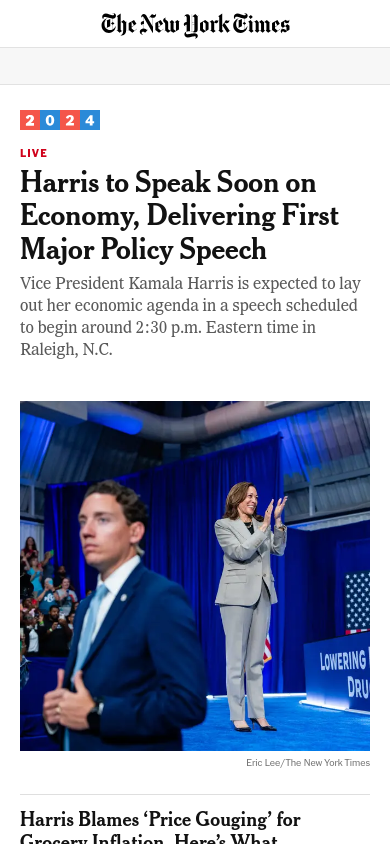 The New York Times
2024
LIVE
Harris to Speak Soon on
Economy, Delivering First
Major Policy Speech
Vice President Kamala Harris is expected to lay
out her economic agenda in a speech scheduled
to begin around 2:30 p.m. Eastern time in
Raleigh, N.C.
LOWERING
DRU
Eric Lee/The New York Times
Harris Blames ‘Price Gouging’ for
Grocery Inflation. Here’s What